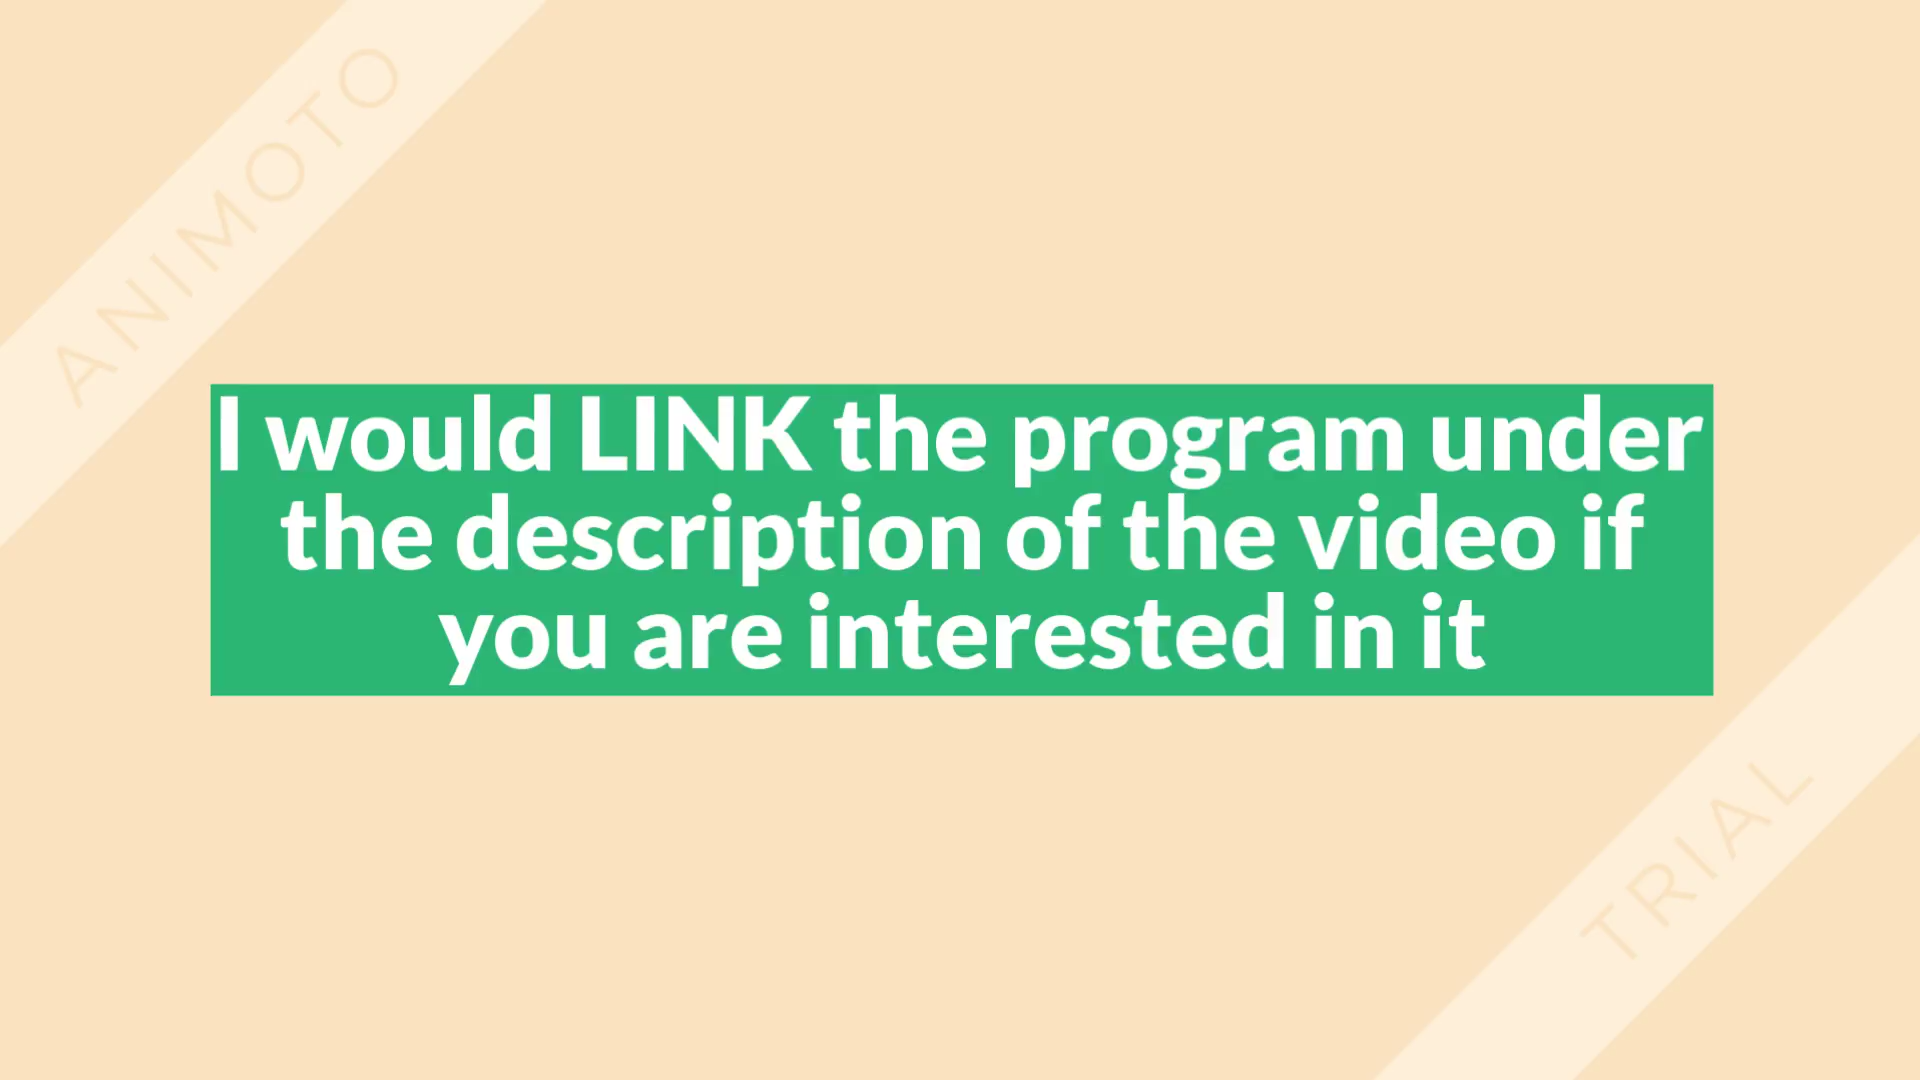 ANIMOTO
I would LINK the program under
the description of the video if
you are interested in it
TRIAL